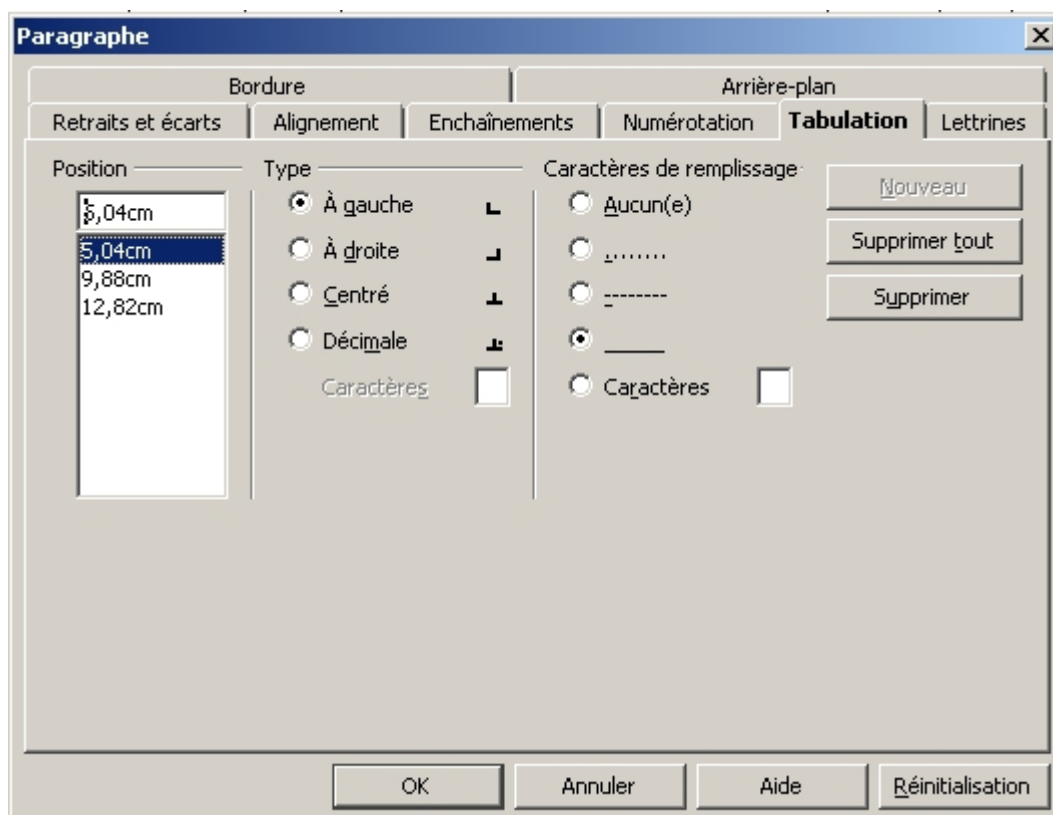 Paragraphe
Bordure Arrière-plan
Retraits et écarts Alignement Enchaînements Numérotation Tabulation Lettrines
Position Type Caractères de remplissage
5,04cm À gauche Aucun(e) Nouveau
5,04cm À droite ........ Supprimer tout
9,88cm
12,82cm Centré -------- Supprimer
Décimale ______
Caractères Caractères
OK Annuler Aide Réinitialisation